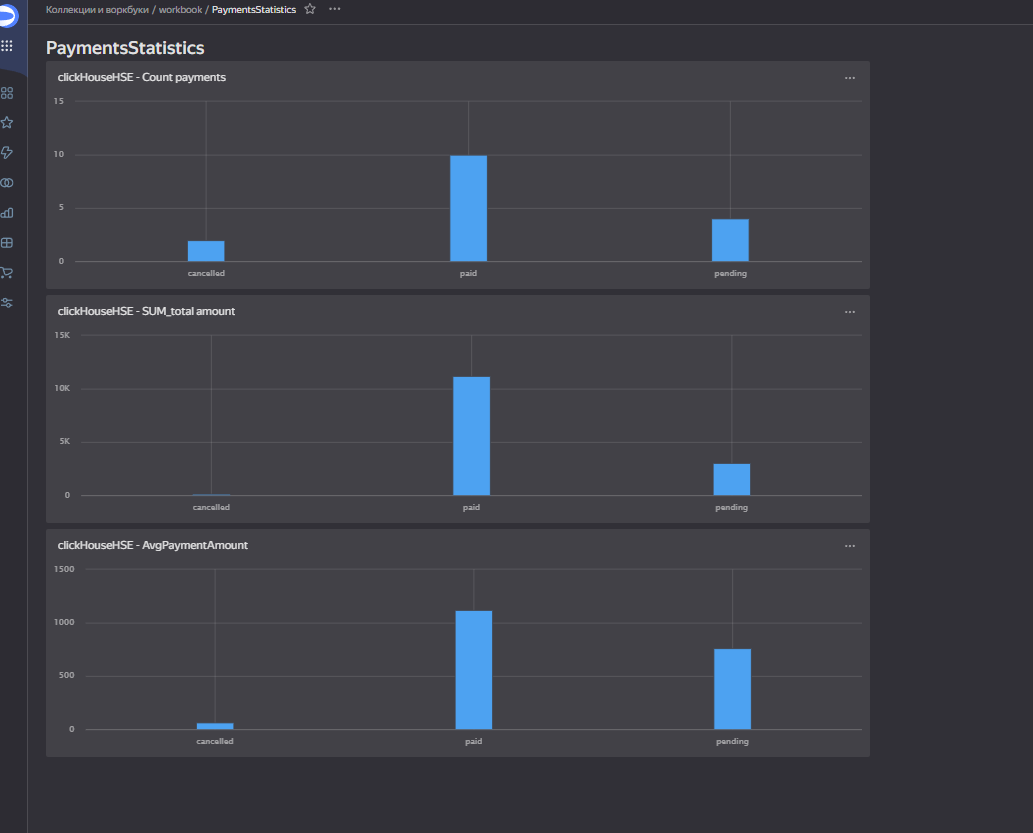 Коллекции и воркбуки / workbook / PaymentsStatistics
PaymentsStatistics
clickHouseHSE - Count payments
15
10
5
0
cancelled paid pending
clickHouseHSE - SUM_total amount
15K
10K
5K
0
cancelled paid pending
clickHouseHSE - AvgPaymentAmount
1500
1000
500
0
cancelled paid pending